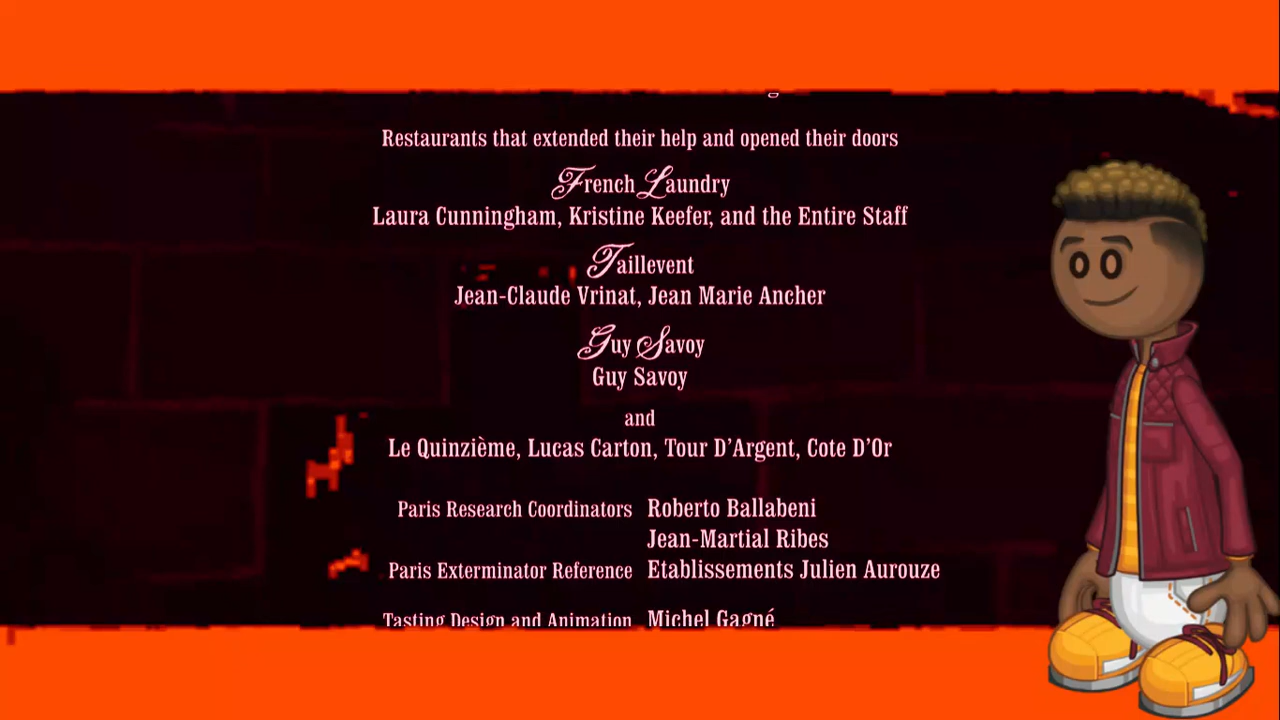 Restaurants that extended their help and opened their doors
French Laundry
Laura Cunningham, Kristine Keefer, and the Entire Staff
Taillevent
Jean-Claude Vrinat, Jean Marie Ancher
Guy Savoy
Guy Savoy
and
Le Quinzième, Lucas Carton, Tour D'Argent, Cote D'Or
Paris Research Coordinators Roberto Ballabeni
Jean-Martial Ribes
Paris Exterminator Reference Etablissements Julien Aurouze
Tasting Design and Animation Michel Gagné